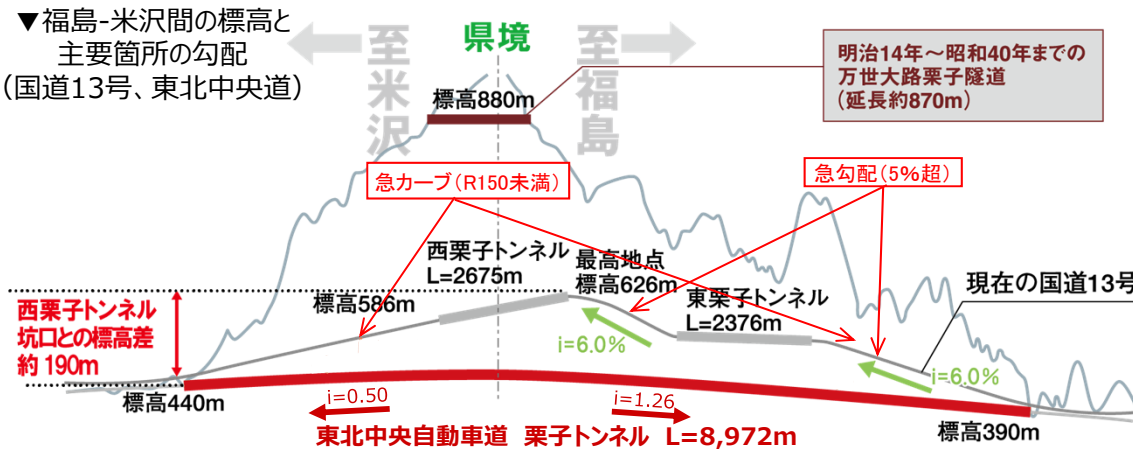 ▼福島-米沢間の標高と
主要箇所の勾配
(国道13号、東北中央道)
至米沢
県境
至福島
明治14年～昭和40年までの
万世大路栗子隧道
(延長約870m)
標高880m
急カーブ(R150未満)
急勾配(5%超)
西栗子トンネル
L=2675m
最高地点
標高626m
東栗子トンネル
L=2376m
現在の国道13号
標高586m
西栗子トンネル
坑口との標高差
約190m
i=6.0%
i=6.0%
標高440m
i=0.50
i=1.26
標高390m
東北中央自動車道 栗子トンネル L=8,972m